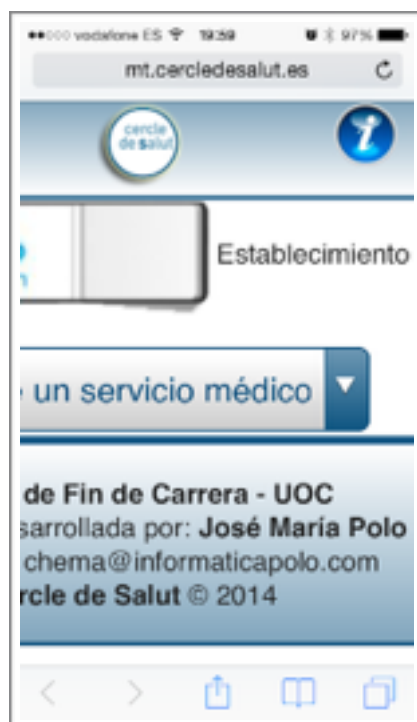 vodafone ES 19:59 97%
mt.cercledesalut.es
cercle
de salut
Establecimiento
un servicio médico
de Fin de Carrera - UOC
sarrollada por: José María Polo
chema@informaticapolo.com
rcle de Salut © 2014